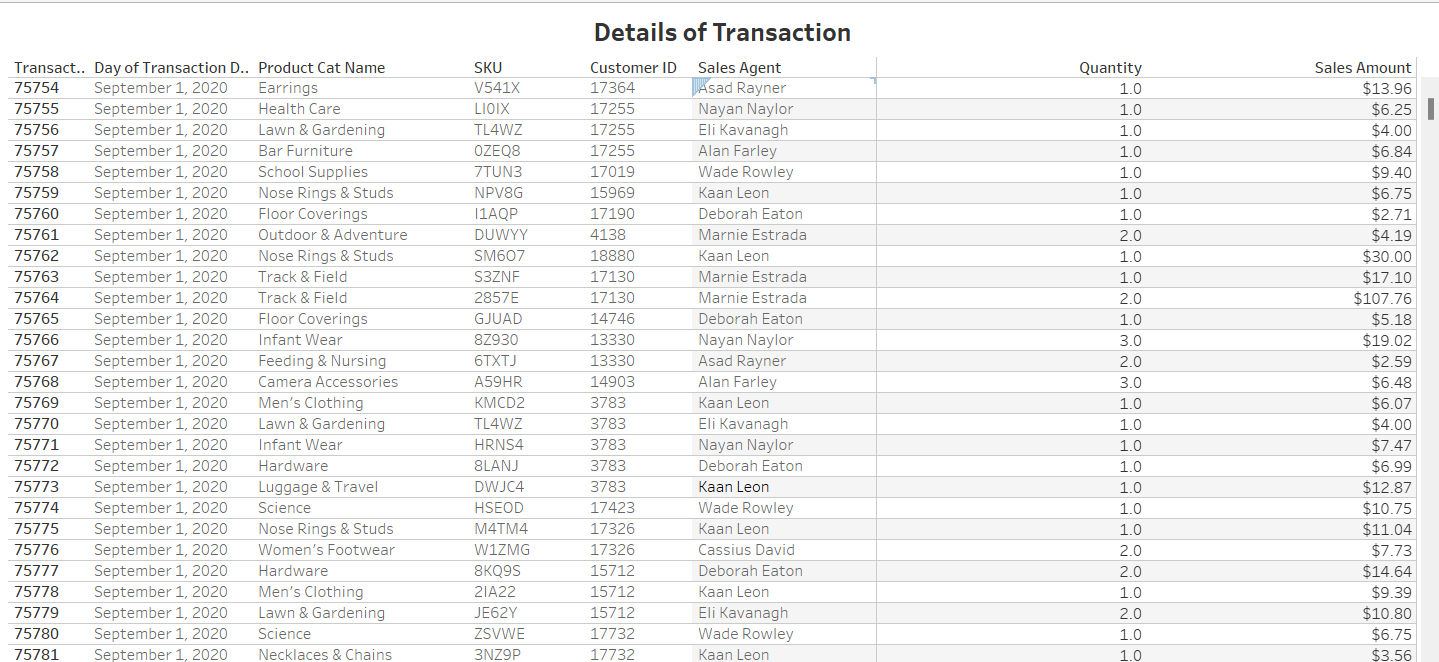 Details of Transaction
Transact.. Day of Transaction D.. Product Cat Name SKU Customer ID Sales Agent Quantity Sales Amount
75754 September 1, 2020 Earrings V541X 17364 Asad Rayner 1.0 $13.96
75755 September 1, 2020 Health Care LI0IX 17255 Nayan Naylor 1.0 $6.25
75756 September 1, 2020 Lawn & Gardening TL4WZ 17255 Eli Kavanagh 1.0 $4.00
75757 September 1, 2020 Bar Furniture 0ZEQ8 17255 Alan Farley 1.0 $6.84
75758 September 1, 2020 School Supplies 7TUN3 17019 Wade Rowley 1.0 $9.40
75759 September 1, 2020 Nose Rings & Studs NPV8G 15969 Kaan Leon 1.0 $6.75
75760 September 1, 2020 Floor Coverings I1AQP 17190 Deborah Eaton 1.0 $2.71
75761 September 1, 2020 Outdoor & Adventure DUWYY 4138 Marnie Estrada 2.0 $4.19
75762 September 1, 2020 Nose Rings & Studs SM6O7 18880 Kaan Leon 1.0 $30.00
75763 September 1, 2020 Track & Field S3ZNF 17130 Marnie Estrada 1.0 $17.10
75764 September 1, 2020 Track & Field 2857E 17130 Marnie Estrada 2.0 $107.76
75765 September 1, 2020 Floor Coverings GJUAD 14746 Deborah Eaton 1.0 $5.18
75766 September 1, 2020 Infant Wear 8Z930 13330 Nayan Naylor 3.0 $19.02
75767 September 1, 2020 Feeding & Nursing 6TXTJ 13330 Asad Rayner 2.0 $2.59
75768 September 1, 2020 Camera Accessories A59HR 14903 Alan Farley 3.0 $6.48
75769 September 1, 2020 Men's Clothing KMCD2 3783 Kaan Leon 1.0 $6.07
75770 September 1, 2020 Lawn & Gardening TL4WZ 3783 Eli Kavanagh 1.0 $4.00
75771 September 1, 2020 Infant Wear HRNS4 3783 Nayan Naylor 1.0 $7.47
75772 September 1, 2020 Hardware 8LANJ 3783 Deborah Eaton 1.0 $6.99
75773 September 1, 2020 Luggage & Travel DWJC4 3783 Kaan Leon 1.0 $12.87
75774 September 1, 2020 Science HSEOD 17423 Wade Rowley 1.0 $10.75
75775 September 1, 2020 Nose Rings & Studs M4TM4 17326 Kaan Leon 1.0 $11.04
75776 September 1, 2020 Women's Footwear W1ZMG 17326 Cassius David 2.0 $7.73
75777 September 1, 2020 Hardware 8KQ9S 15712 Deborah Eaton 2.0 $14.64
75778 September 1, 2020 Men's Clothing 2IA22 15712 Kaan Leon 1.0 $9.39
75779 September 1, 2020 Lawn & Gardening JE62Y 15712 Eli Kavanagh 2.0 $10.80
75780 September 1, 2020 Science ZSVWE 17732 Wade Rowley 1.0 $6.75
75781 September 1, 2020 Necklaces & Chains 3NZ9P 17732 Kaan Leon 1.0 $3.56